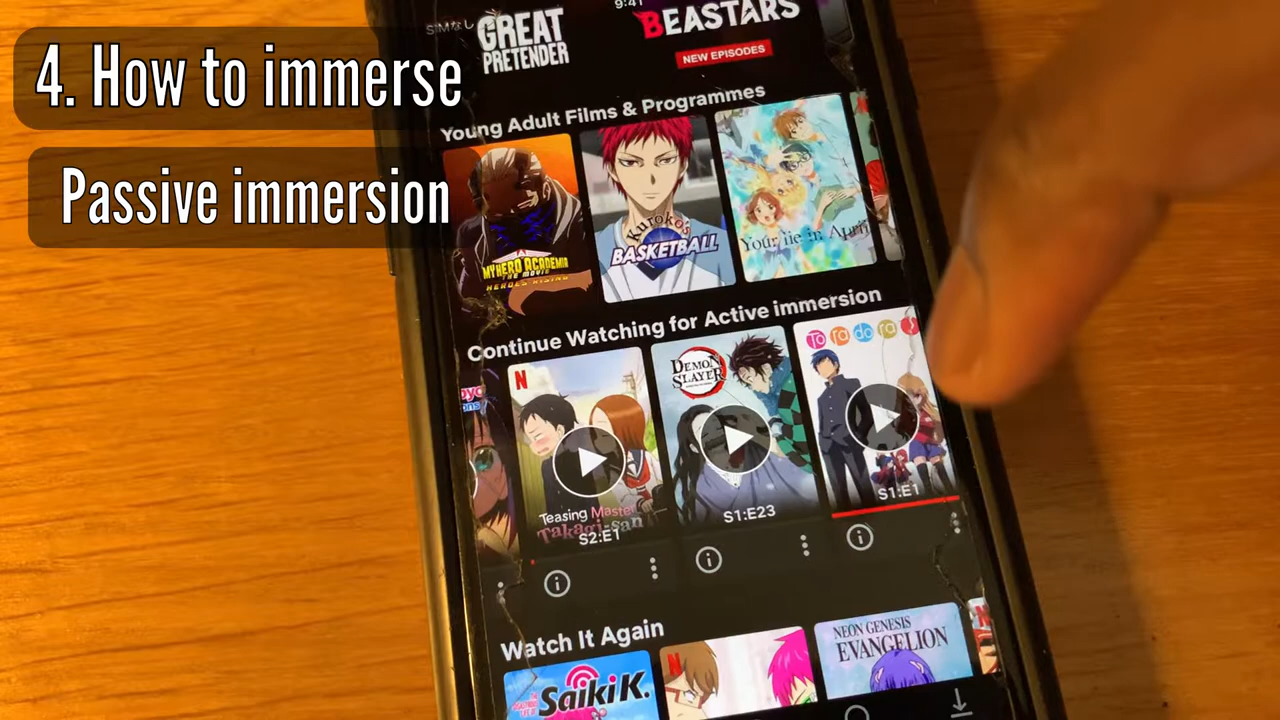 4. How to immerse
Passive immersion
SIMなし
9:41
GREAT
PRETENDER
BEASTARS
NEW EPISODES
Young Adult Films & Programmes
MY HERO ACADEMIA
THE MOVIE
HEROES RISING
Kuroko's
BASKETBALL
Your lie in April
Continue Watching for Active immersion
N
Teasing Master
Takagi-san
S2:E1
DEMON
SLAYER
S1:E23
Toradora
S1:E1
Watch It Again
Saiki K.
N
NEON GENESIS
EVANGELION
N